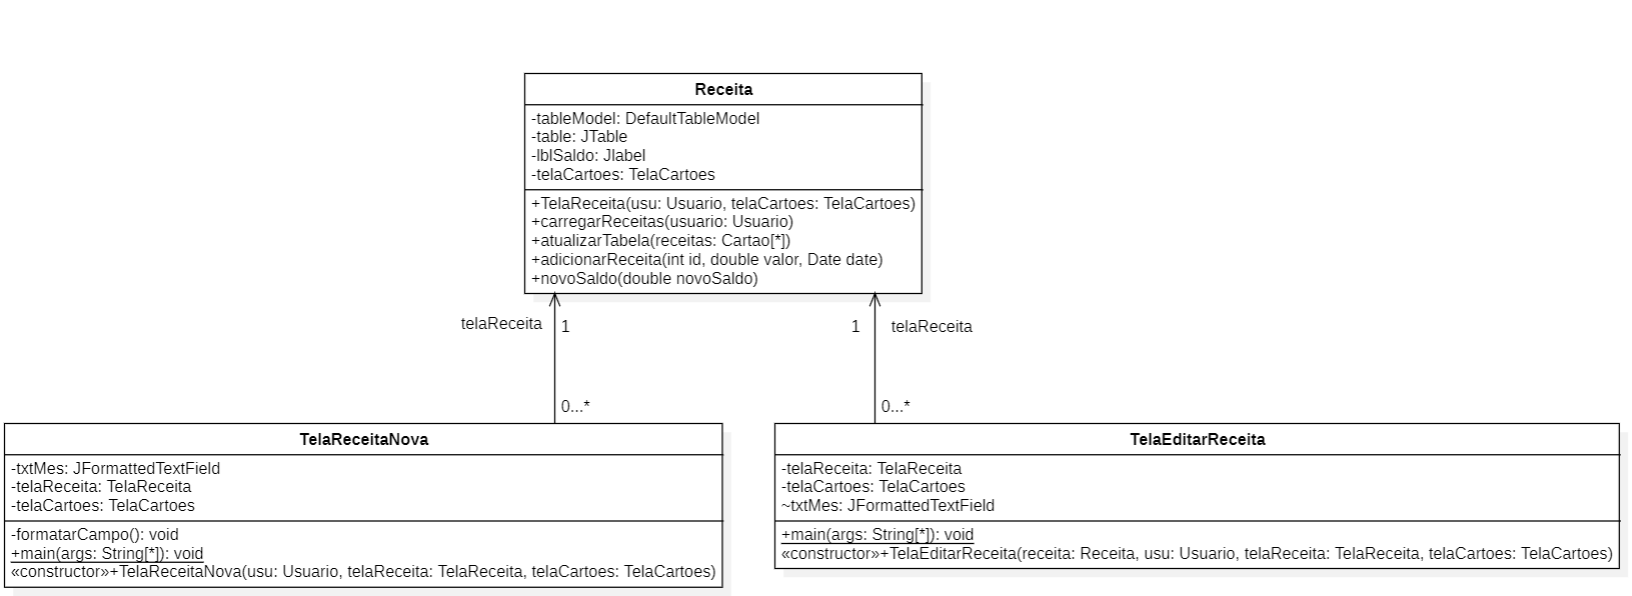 Receita
-tableModel: DefaultTableModel
-table: JTable
-lblSaldo: Jlabel
-telaCartoes: TelaCartoes
+TelaReceita(usu: Usuario, telaCartoes: TelaCartoes)
+carregarReceitas(usuario: Usuario)
+atualizarTabela(receitas: Cartao[*])
+adicionarReceita(int id, double valor, Date date)
+novoSaldo(double novoSaldo)
telaReceita
1
1
telaReceita
0...*
0...*
TelaReceitaNova
-txtMes: JFormattedTextField
-telaReceita: TelaReceita
-telaCartoes: TelaCartoes
-formatarCampo(): void
+main(args: String[*]): void
«constructor»+TelaReceitaNova(usu: Usuario, telaReceita: TelaReceita, telaCartoes: TelaCartoes)
TelaEditarReceita
-telaReceita: TelaReceita
-telaCartoes: TelaCartoes
~txtMes: JFormattedTextField
+main(args: String[*]): void
«constructor»+TelaEditarReceita(receita: Receita, usu: Usuario, telaReceita: TelaReceita, telaCartoes: TelaCartoes)